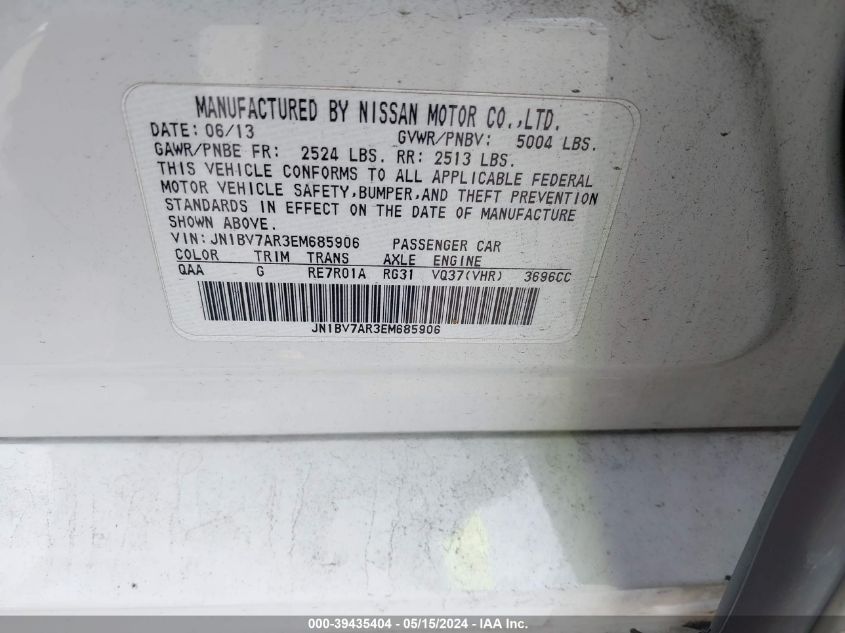 MANUFACTURED BY NISSAN MOTOR CO.,LTD.
DATE: 06/13 GVWR/PNBV: 5004 LBS.
GAWR/PNBE FR: 2524 LBS. RR: 2513 LBS.
THIS VEHICLE CONFORMS TO ALL APPLICABLE FEDERAL
MOTOR VEHICLE SAFETY,BUMPER,AND THEFT PREVENTION
STANDARDS IN EFFECT ON THE DATE OF MANUFACTURE
SHOWN ABOVE.
VIN:JN1BV7AR3EM685906 PASSENGER CAR
COLOR TRIM TRANS AXLE ENGINE
QAA G RE7R01A RG31 VQ37(VHR) 3696CC
JN1BV7AR3EM685906
000-39435404 - 05/15/2024 - IAA Inc.